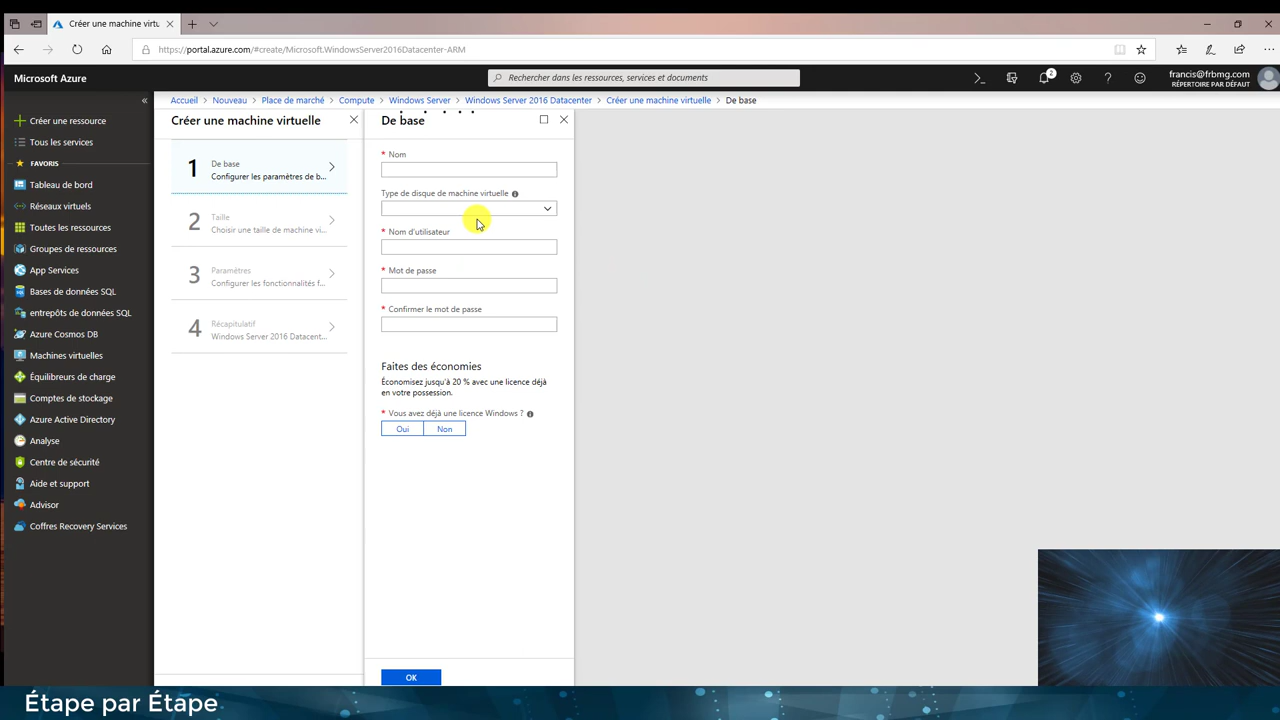 Créer une machine virtu
https://portal.azure.com/#create/Microsoft.WindowsServer2016Datacenter-ARM
Microsoft Azure
Rechercher dans les ressources, services et documents
2
francis@frbmg.com
RÉPERTOIRE PAR DÉFAUT
Accueil > Nouveau > Place de marché > Compute > Windows Server > Windows Server 2016 Datacenter > Créer une machine virtuelle > De base
Créer une ressource
Tous les services
FAVORIS
Tableau de bord
Réseaux virtuels
Toutes les ressources
Groupes de ressources
App Services
Bases de données SQL
entrepôts de données SQL
Azure Cosmos DB
Machines virtuelles
Équilibreurs de charge
Comptes de stockage
Azure Active Directory
Analyse
Centre de sécurité
Aide et support
Advisor
Coffres Recovery Services
Créer une machine virtuelle
1
De base
Configurer les paramètres de b...
2
Taille
Choisir une taille de machine vi...
3
Paramètres
Configurer les fonctionnalités f...
4
Récapitulatif
Windows Server 2016 Datacent...
De base
* Nom
Type de disque de machine virtuelle
* Nom d'utilisateur
* Mot de passe
* Confirmer le mot de passe
Faites des économies
Économisez jusqu'à 20 % avec une licence déjà
en votre possession.
* Vous avez déjà une licence Windows ?
Oui Non
OK
Étape par Étape